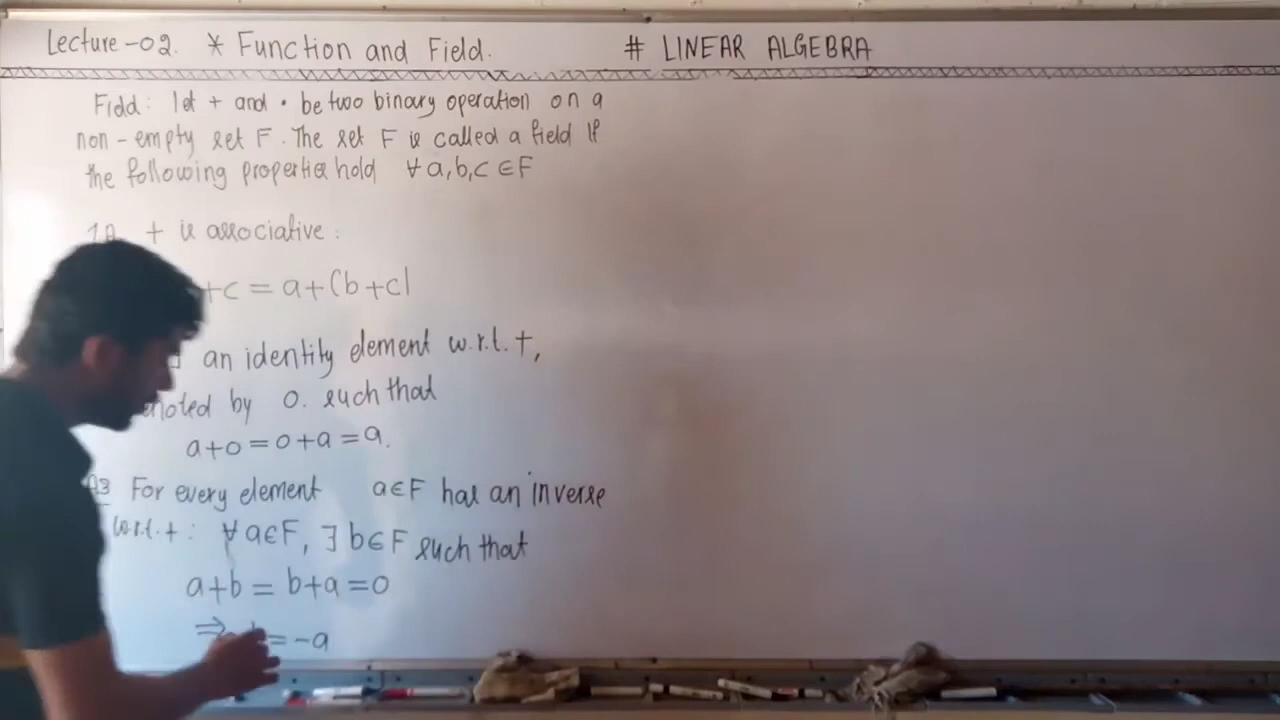 Lecture-02. * Function and Field. # LINEAR ALGEBRA
Field: let + and • be two binary operation on a
non-empty set F. The set F is called a field if
the following properties hold ∀ a,b,c ∈ F
+ is associative:
+c = a+(b+c)
an identity element w.r.t. +,
noted by 0. such that
a+0 = 0+a = a.
A3 For every element a∈F has an inverse
w.r.t. + : ∀ a∈F, ∃ b∈F such that
a+b = b+a = 0
⇒ = -a